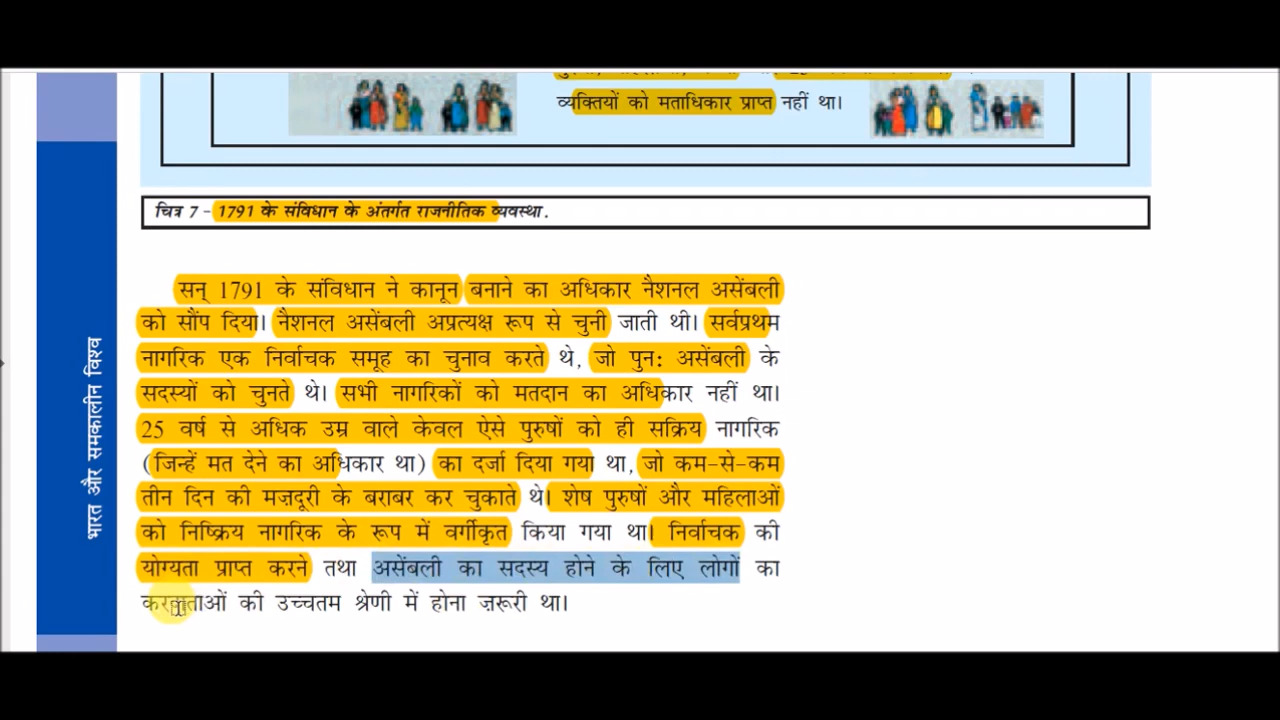 व्यक्तियों को मताधिकार प्राप्त नहीं था।
चित्र 7 – 1791 के संविधान के अंतर्गत राजनीतिक व्यवस्था.
सन् 1791 के संविधान ने कानून बनाने का अधिकार नैशनल असेंबली
को सौंप दिया। नैशनल असेंबली अप्रत्यक्ष रूप से चुनी जाती थी। सर्वप्रथम
नागरिक एक निर्वाचक समूह का चुनाव करते थे, जो पुन: असेंबली के
सदस्यों को चुनते थे। सभी नागरिकों को मतदान का अधिकार नहीं था।
25 वर्ष से अधिक उम्र वाले केवल ऐसे पुरुषों को ही सक्रिय नागरिक
(जिन्हें मत देने का अधिकार था) का दर्जा दिया गया था, जो कम-से-कम
तीन दिन की मज़दूरी के बराबर कर चुकाते थे। शेष पुरुषों और महिलाओं
को निष्क्रिय नागरिक के रूप में वर्गीकृत किया गया था। निर्वाचक की
योग्यता प्राप्त करने तथा असेंबली का सदस्य होने के लिए लोगों का
करदाताओं की उच्चतम श्रेणी में होना ज़रूरी था।
भारत और समकालीन विश्व